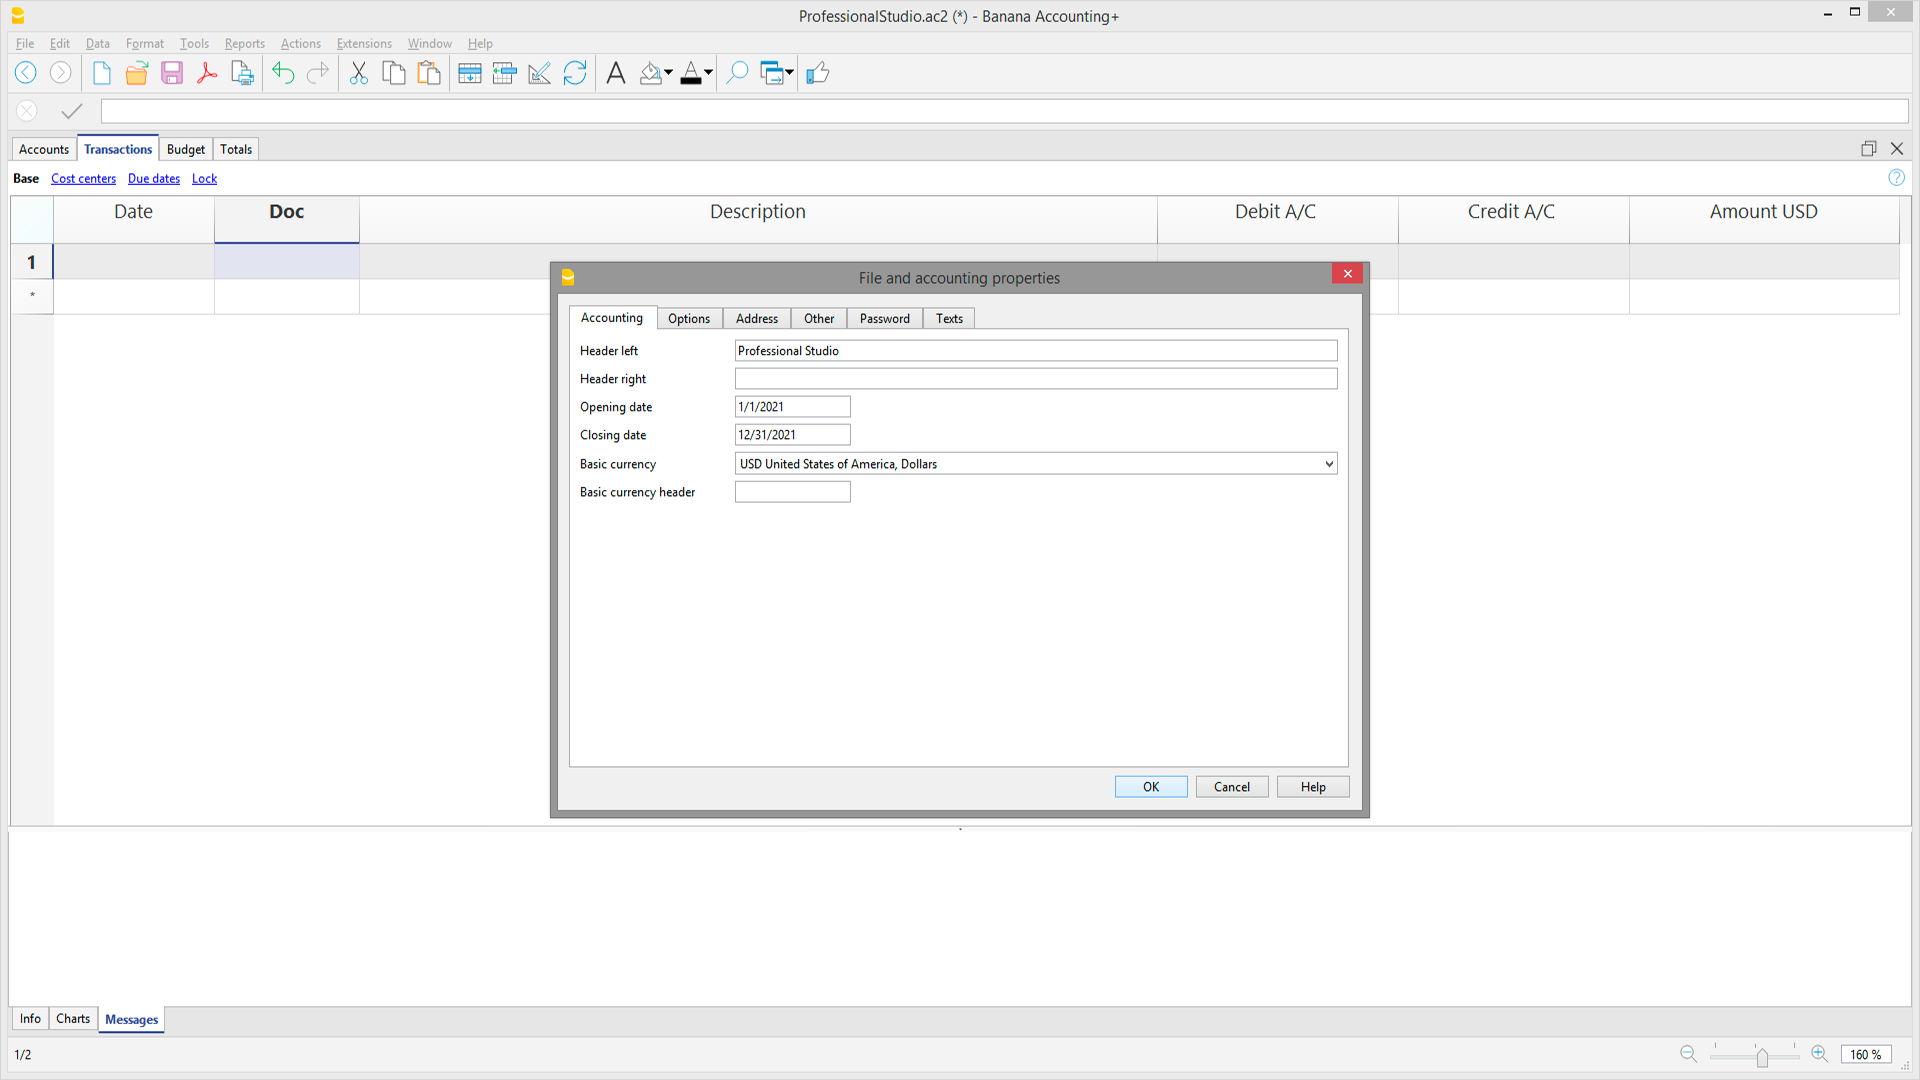 ProfessionalStudio.ac2 (*) - Banana Accounting+
File Edit Data Format Tools Reports Actions Extensions Window Help
Accounts Transactions Budget Totals
Base Cost centers Due dates Lock
Date Doc Description Debit A/C Credit A/C Amount USD
1
*
File and accounting properties
Accounting Options Address Other Password Texts
Header left Professional Studio
Header right
Opening date 1/1/2021
Closing date 12/31/2021
Basic currency USD United States of America, Dollars
Basic currency header
OK Cancel Help
Info Charts Messages
1/2
160 %